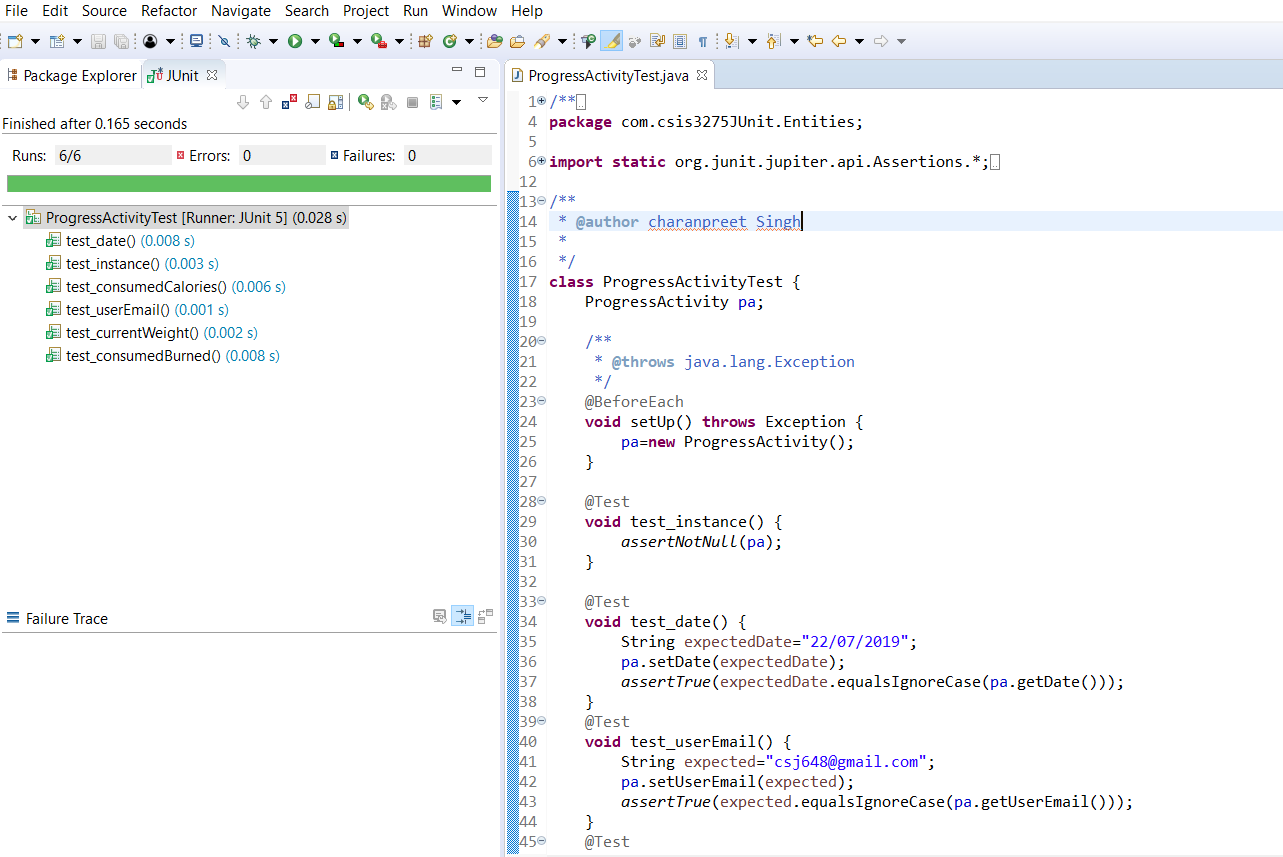 File Edit Source Refactor Navigate Search Project Run Window Help
Package Explorer JUnit
Finished after 0.165 seconds
Runs: 6/6 Errors: 0 Failures: 0
ProgressActivityTest [Runner: JUnit 5] (0.028 s)
test_date() (0.008 s)
test_instance() (0.003 s)
test_consumedCalories() (0.006 s)
test_userEmail() (0.001 s)
test_currentWeight() (0.002 s)
test_consumedBurned() (0.008 s)
Failure Trace
ProgressActivityTest.java
1 /**
4 package com.csis3275JUnit.Entities;
5
6 import static org.junit.jupiter.api.Assertions.*;
12
13 /**
14 * @author charanpreet Singh
15 *
16 */
17 class ProgressActivityTest {
18 ProgressActivity pa;
19
20 /**
21 * @throws java.lang.Exception
22 */
23 @BeforeEach
24 void setUp() throws Exception {
25 pa=new ProgressActivity();
26 }
27
28 @Test
29 void test_instance() {
30 assertNotNull(pa);
31 }
32
33 @Test
34 void test_date() {
35 String expectedDate="22/07/2019";
36 pa.setDate(expectedDate);
37 assertTrue(expectedDate.equalsIgnoreCase(pa.getDate()));
38 }
39 @Test
40 void test_userEmail() {
41 String expected="csj648@gmail.com";
42 pa.setUserEmail(expected);
43 assertTrue(expected.equalsIgnoreCase(pa.getUserEmail()));
44 }
45 @Test